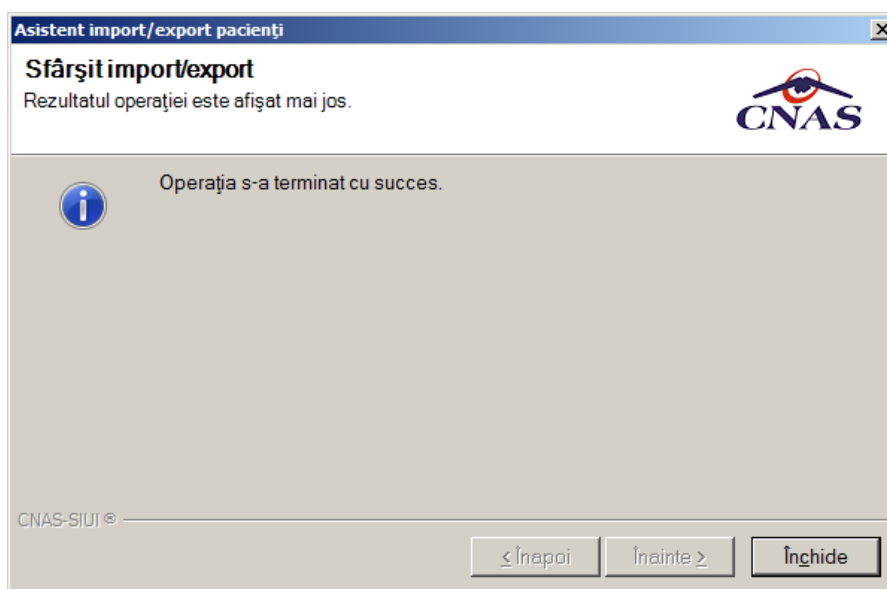 Asistent import/export pacienţi
Sfârşit import/export
Rezultatul operaţiei este afişat mai jos.
CNAS
Operaţia s-a terminat cu succes.
CNAS-SIUI ®
< Înapoi
Înainte >
Închide